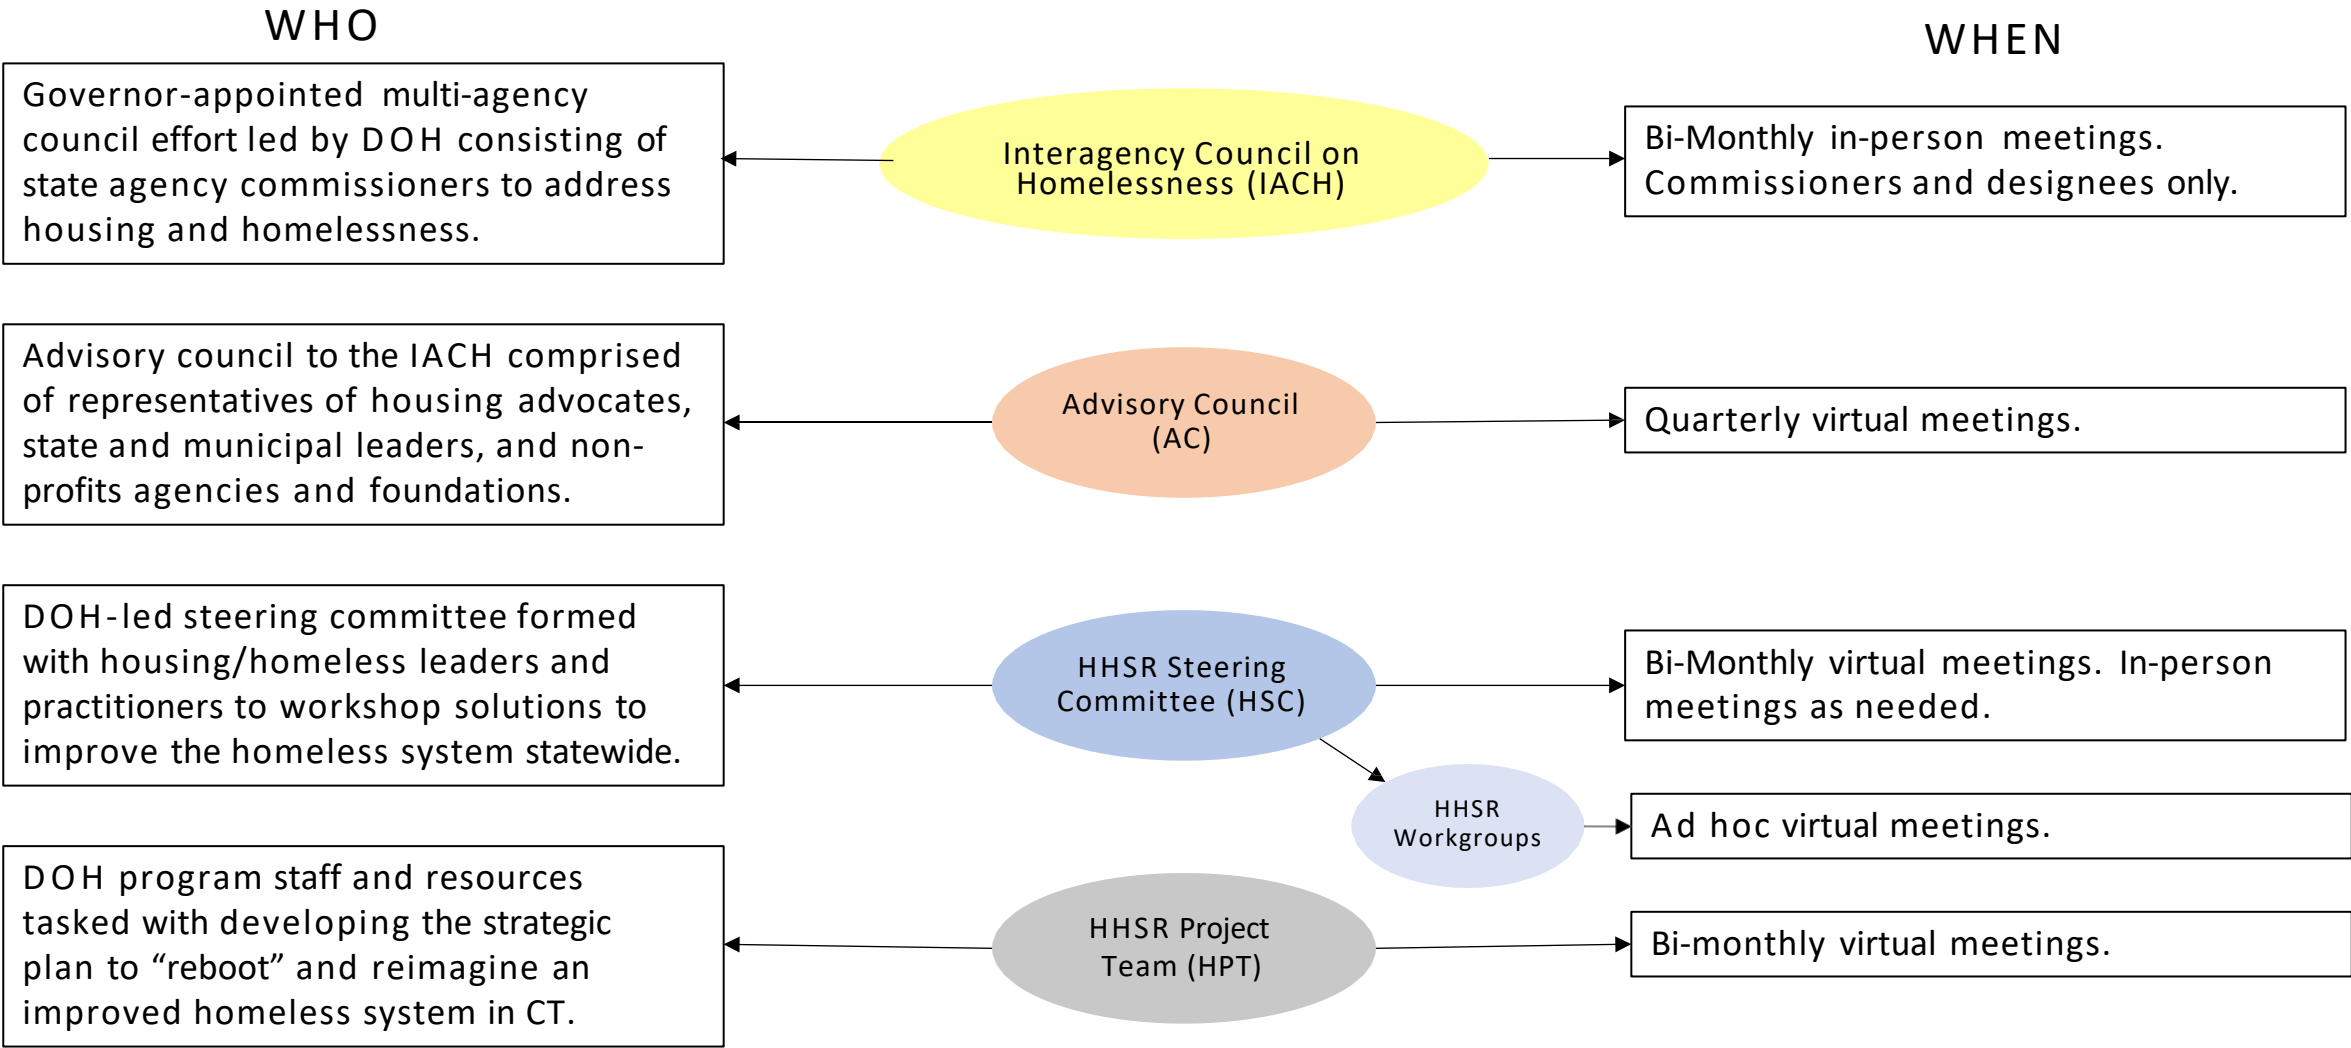 WHO
WHEN
Governor-appointed multi-agency
council effort led by DOH consisting of
state agency commissioners to address
housing and homelessness.
Interagency Council on
Homelessness (IACH)
Bi-Monthly in-person meetings.
Commissioners and designees only.
Advisory council to the IACH comprised
of representatives of housing advocates,
state and municipal leaders, and non-
profits agencies and foundations.
Advisory Council
(AC)
Quarterly virtual meetings.
DOH-led steering committee formed
with housing/homeless leaders and
practitioners to workshop solutions to
improve the homeless system statewide.
HHSR Steering
Committee (HSC)
Bi-Monthly virtual meetings. In-person
meetings as needed.
HHSR
Workgroups
Ad hoc virtual meetings.
DOH program staff and resources
tasked with developing the strategic
plan to “reboot” and reimagine an
improved homeless system in CT.
HHSR Project
Team (HPT)
Bi-monthly virtual meetings.